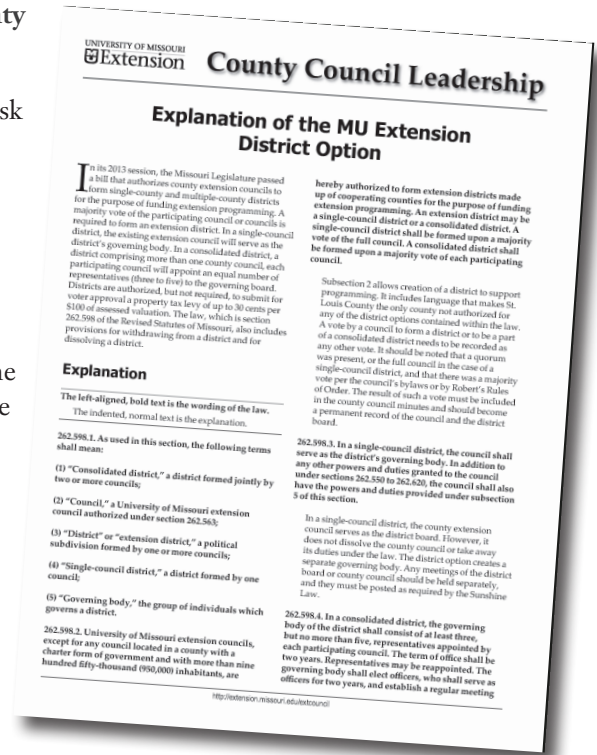 ty
sk
ne
e
UNIVERSITY OF MISSOURI
Extension
County Council Leadership
Explanation of the MU Extension
District Option
In its 2013 session, the Missouri Legislature passed
a bill that authorizes county extension councils to
form single-county and multiple-county districts
for the purpose of funding extension programming. A
majority vote of the participating council or councils is
required to form an extension district. In a single-council
district, the existing extension council will serve as the
district's governing body. In a consolidated district, a
district comprising more than one county council, each
participating council will appoint an equal number of
representatives (three to five) to the governing board.
Districts are authorized, but not required, to submit for
voter approval a property tax levy of up to 30 cents per
$100 of assessed valuation. The law, which is section
262.598 of the Revised Statutes of Missouri, also includes
provisions for withdrawing from a district and for
dissolving a district.
Explanation
The left-aligned, bold text is the wording of the law.
The indented, normal text is the explanation.
262.598.1. As used in this section, the following terms
shall mean:
(1) "Consolidated district," a district formed jointly by
two or more councils;
(2) "Council," a University of Missouri extension
council authorized under section 262.563;
(3) "District" or "extension district," a political
subdivision formed by one or more councils;
(4) "Single-council district," a district formed by one
council;
(5) "Governing body," the group of individuals which
governs a district.
262.598.2. University of Missouri extension councils,
except for any council located in a county with a
charter form of government and with more than nine
hundred fifty-thousand (950,000) inhabitants, are
hereby authorized to form extension districts made
up of cooperating counties for the purpose of funding
extension programming. An extension district may be
a single-council district or a consolidated district. A
single-council district shall be formed upon a majority
vote of the full council. A consolidated district shall
be formed upon a majority vote of each participating
council.
Subsection 2 allows creation of a district to support
programming. It includes language that makes St.
Louis County the only county not authorized for
any of the district options contained within the law.
A vote by a council to form a district or to be a part
of a consolidated district needs to be recorded as
any other vote. It should be noted that a quorum
was present, or the full council in the case of a
single-council district, and that there was a majority
vote per the council's bylaws or by Robert's Rules
of Order. The result of such a vote must be included
in the county council minutes and should become
a permanent record of the council and the district
board.
262.598.3. In a single-council district, the council shall
serve as the district's governing body. In addition to
any other powers and duties granted to the council
under sections 262.550 to 262.620, the council shall also
have the powers and duties provided under subsection
5 of this section.
In a single-council district, the county extension
council serves as the district board. However, it
does not dissolve the county council or take away
its duties under the law. The district option creates a
separate governing body. Any meetings of the district
board or county council should be held separately,
and they must be posted as required by the Sunshine
Law.
262.598.4. In a consolidated district, the governing
body of the district shall consist of at least three,
but no more than five, representatives appointed by
each participating council. The term of office shall be
two years. Representatives may be reappointed. The
governing body shall elect officers, who shall serve as
officers for two years, and establish a regular meeting
http://extension.missouri.edu/extcouncil